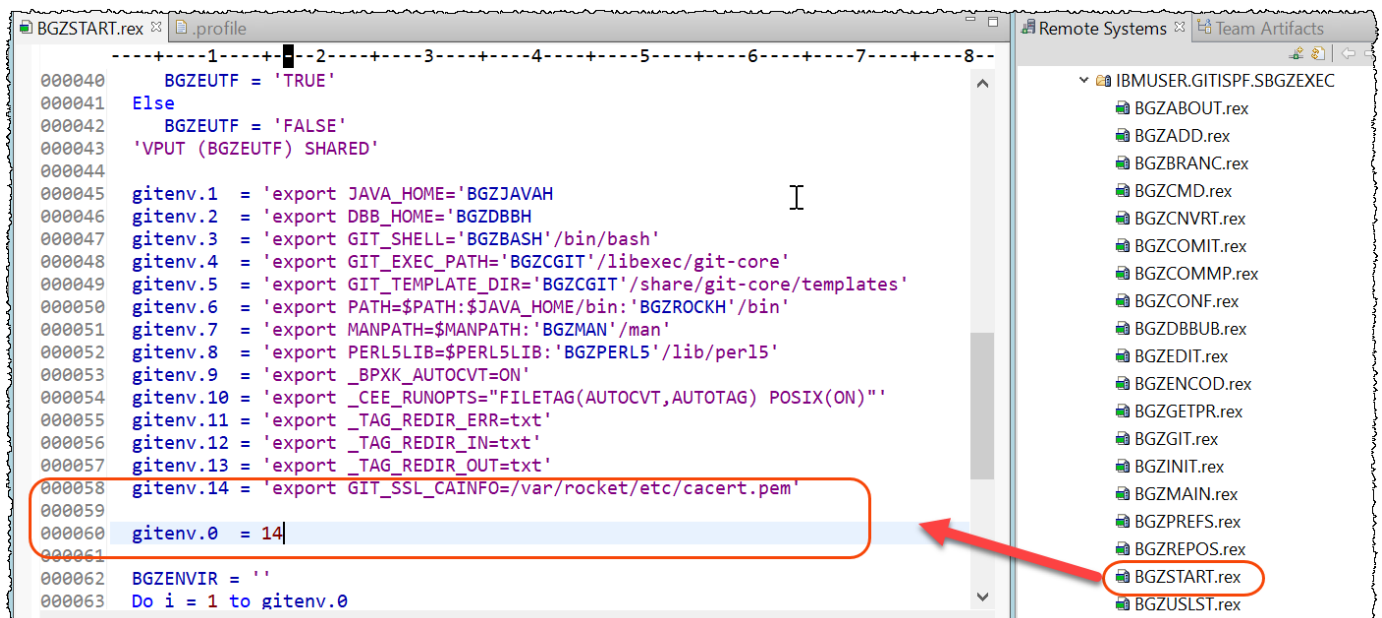 BGZSTART.rex
.profile
----+----1----+----2----+----3----+----4----+----5----+----6----+----7----+----8--
000040 BGZEUTF = 'TRUE'
000041 Else
000042 BGZEUTF = 'FALSE'
000043 'VPUT (BGZEUTF) SHARED'
000044
000045 gitenv.1 = 'export JAVA_HOME='BGZJAVAH
000046 gitenv.2 = 'export DBB_HOME='BGZDBBH
000047 gitenv.3 = 'export GIT_SHELL='BGZBASH'/bin/bash'
000048 gitenv.4 = 'export GIT_EXEC_PATH='BGZCGIT'/libexec/git-core'
000049 gitenv.5 = 'export GIT_TEMPLATE_DIR='BGZCGIT'/share/git-core/templates'
000050 gitenv.6 = 'export PATH=$PATH:$JAVA_HOME/bin:'BGZROCKH'/bin'
000051 gitenv.7 = 'export MANPATH=$MANPATH:'BGZMAN'/man'
000052 gitenv.8 = 'export PERL5LIB=$PERL5LIB:'BGZPERL5'/lib/perl5'
000053 gitenv.9 = 'export _BPXK_AUTOCVT=ON'
000054 gitenv.10 = 'export _CEE_RUNOPTS="FILETAG(AUTOCVT,AUTOTAG) POSIX(ON)"'
000055 gitenv.11 = 'export _TAG_REDIR_ERR=txt'
000056 gitenv.12 = 'export _TAG_REDIR_IN=txt'
000057 gitenv.13 = 'export _TAG_REDIR_OUT=txt'
000058 gitenv.14 = 'export GIT_SSL_CAINFO=/var/rocket/etc/cacert.pem'
000059
000060 gitenv.0 = 14
000061
000062 BGZENVIR = ''
000063 Do i = 1 to gitenv.0
Remote Systems
Team Artifacts
IBMUSER.GITISPF.SBGZEXEC
BGZABOUT.rex
BGZADD.rex
BGZBRANC.rex
BGZCMD.rex
BGZCNVRT.rex
BGZCOMIT.rex
BGZCOMMP.rex
BGZCONF.rex
BGZDBBUB.rex
BGZEDIT.rex
BGZENCOD.rex
BGZGETPR.rex
BGZGIT.rex
BGZINIT.rex
BGZMAIN.rex
BGZPREFS.rex
BGZREPOS.rex
BGZSTART.rex
BGZUSLST.rex